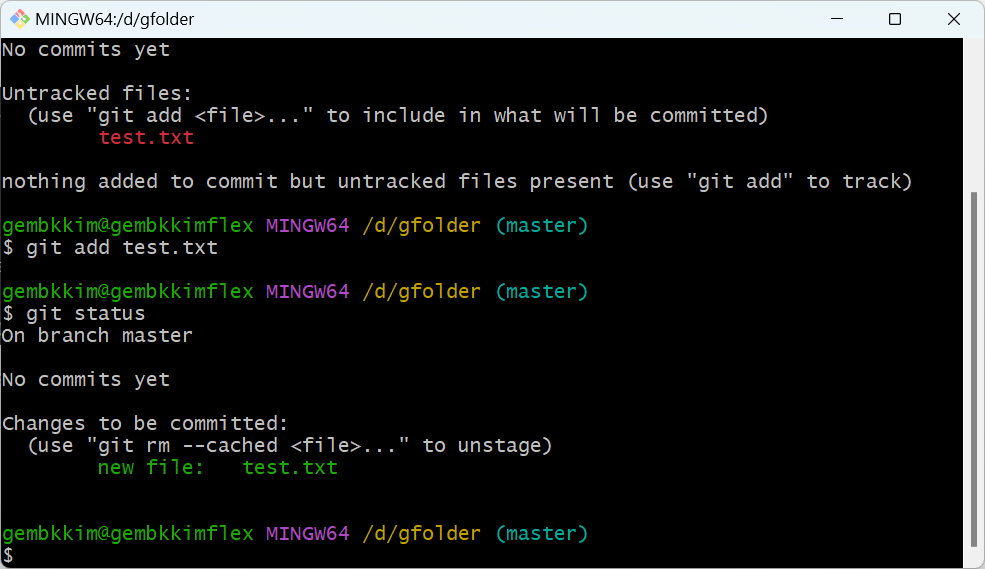 MINGW64:/d/gfolder
No commits yet
Untracked files:
  (use "git add <file>..." to include in what will be committed)
        test.txt
nothing added to commit but untracked files present (use "git add" to track)
gembkkim@gembkkimflex MINGW64 /d/gfolder (master)
$ git add test.txt
gembkkim@gembkkimflex MINGW64 /d/gfolder (master)
$ git status
On branch master
No commits yet
Changes to be committed:
  (use "git rm --cached <file>..." to unstage)
        new file:   test.txt
gembkkim@gembkkimflex MINGW64 /d/gfolder (master)
$